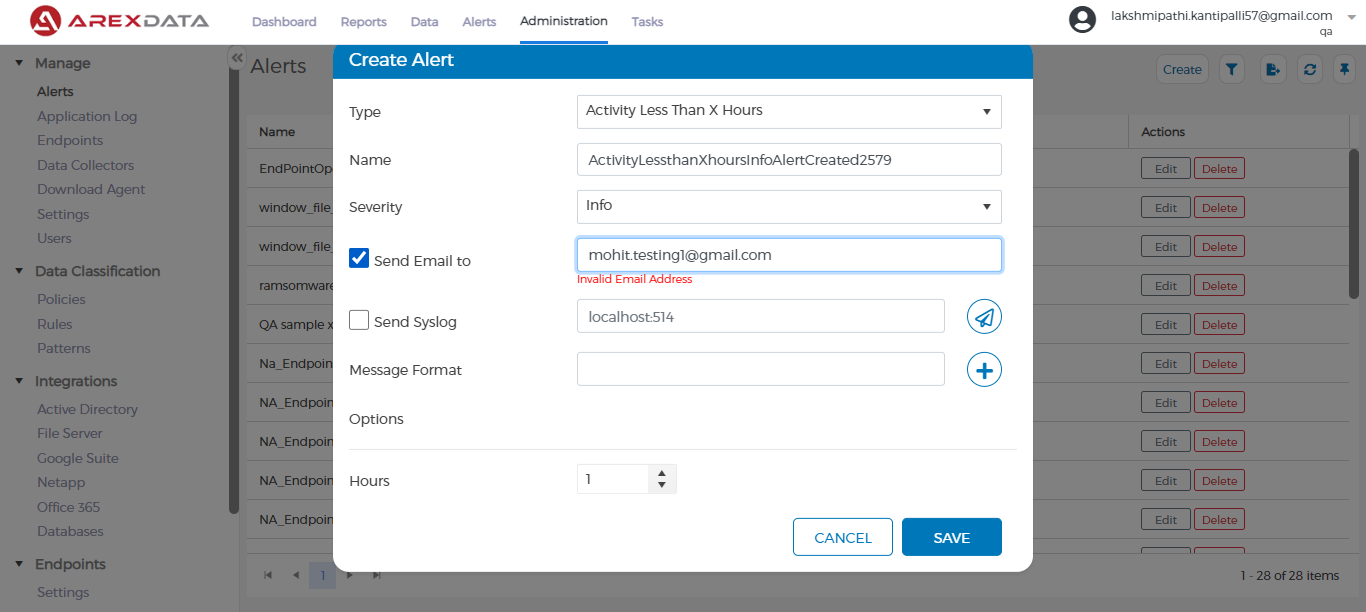 AREXDATA
Dashboard Reports Data Alerts Administration Tasks
lakshmipathi.kantipalli57@gmail.com
qa
Manage
Alerts
Application Log
Endpoints
Data Collectors
Download Agent
Settings
Users
Data Classification
Policies
Rules
Patterns
Integrations
Active Directory
File Server
Google Suite
Netapp
Office 365
Databases
Endpoints
Settings
Alerts
Create
Name Actions
EndPointOp
window_file_
window_file_
ramsomware
QA sample x
Na_Endpoin
NA_Endpoin
NA_Endpoin
NA_Endpoin
NA_Endpoin
Edit Delete
Edit Delete
Edit Delete
Edit Delete
Edit Delete
Edit Delete
Edit Delete
Edit Delete
Edit Delete
Edit Delete
1
1 - 28 of 28 items
Create Alert
Type Activity Less Than X Hours
Name ActivityLessthanXhoursInfoAlertCreated2579
Severity Info
Send Email to mohit.testing1@gmail.com
Invalid Email Address
Send Syslog localhost:514
Message Format
Options
Hours 1
CANCEL SAVE